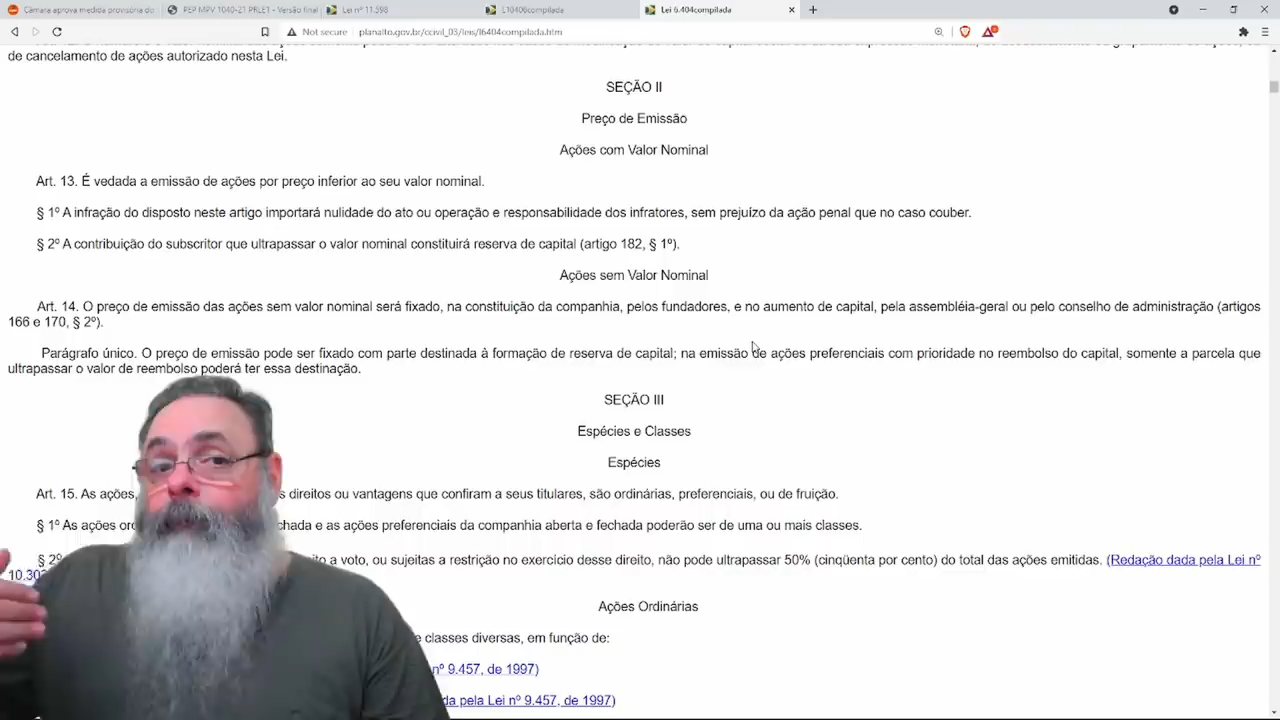 Câmara aprova medida provisória do
PEP MPV 1040-21 PRLE1 - Versão final
Lei nº 11.598
L10406compilada
Lei 6.404compilada
Not secure
planalto.gov.br/ccivil_03/leis/l6404compilada.htm
de cancelamento de ações autorizado nesta Lei.
SEÇÃO II
Preço de Emissão
Ações com Valor Nominal
Art. 13. É vedada a emissão de ações por preço inferior ao seu valor nominal.
§ 1º A infração do disposto neste artigo importará nulidade do ato ou operação e responsabilidade dos infratores, sem prejuízo da ação penal que no caso couber.
§ 2º A contribuição do subscritor que ultrapassar o valor nominal constituirá reserva de capital (artigo 182, § 1º).
Ações sem Valor Nominal
Art. 14. O preço de emissão das ações sem valor nominal será fixado, na constituição da companhia, pelos fundadores, e no aumento de capital, pela assembléia-geral ou pelo conselho de administração (artigos
166 e 170, § 2º).
Parágrafo único. O preço de emissão pode ser fixado com parte destinada à formação de reserva de capital; na emissão de ações preferenciais com prioridade no reembolso do capital, somente a parcela que
ultrapassar o valor de reembolso poderá ter essa destinação.
SEÇÃO III
Espécies e Classes
Espécies
Art. 15. As ações, s direitos ou vantagens que confiram a seus titulares, são ordinárias, preferenciais, ou de fruição.
§ 1º As ações ord chada e as ações preferenciais da companhia aberta e fechada poderão ser de uma ou mais classes.
§ 2º ito a voto, ou sujeitas a restrição no exercício desse direito, não pode ultrapassar 50% (cinqüenta por cento) do total das ações emitidas. (Redação dada pela Lei nº
10.303
Ações Ordinárias
e classes diversas, em função de:
nº 9.457, de 1997)
da pela Lei nº 9.457, de 1997)